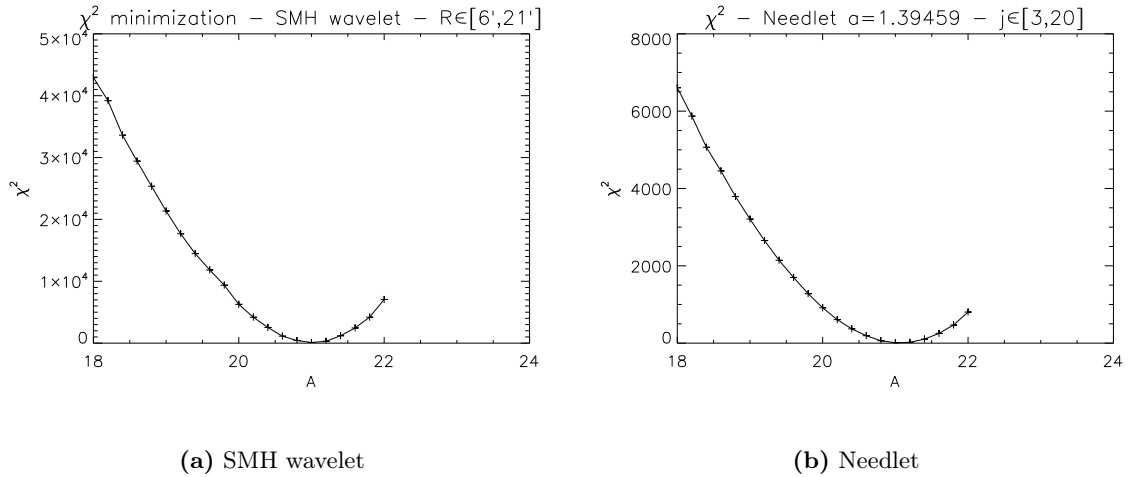 χ² minimization – SMH wavelet – R∈[6',21']
5×10⁴
4×10⁴
3×10⁴
2×10⁴
1×10⁴
0
χ²
18 20 22 24
A
(a) SMH wavelet
χ² – Needlet a=1.39459 – j∈[3,20]
8000
6000
4000
2000
0
χ²
18 20 22 24
A
(b) Needlet